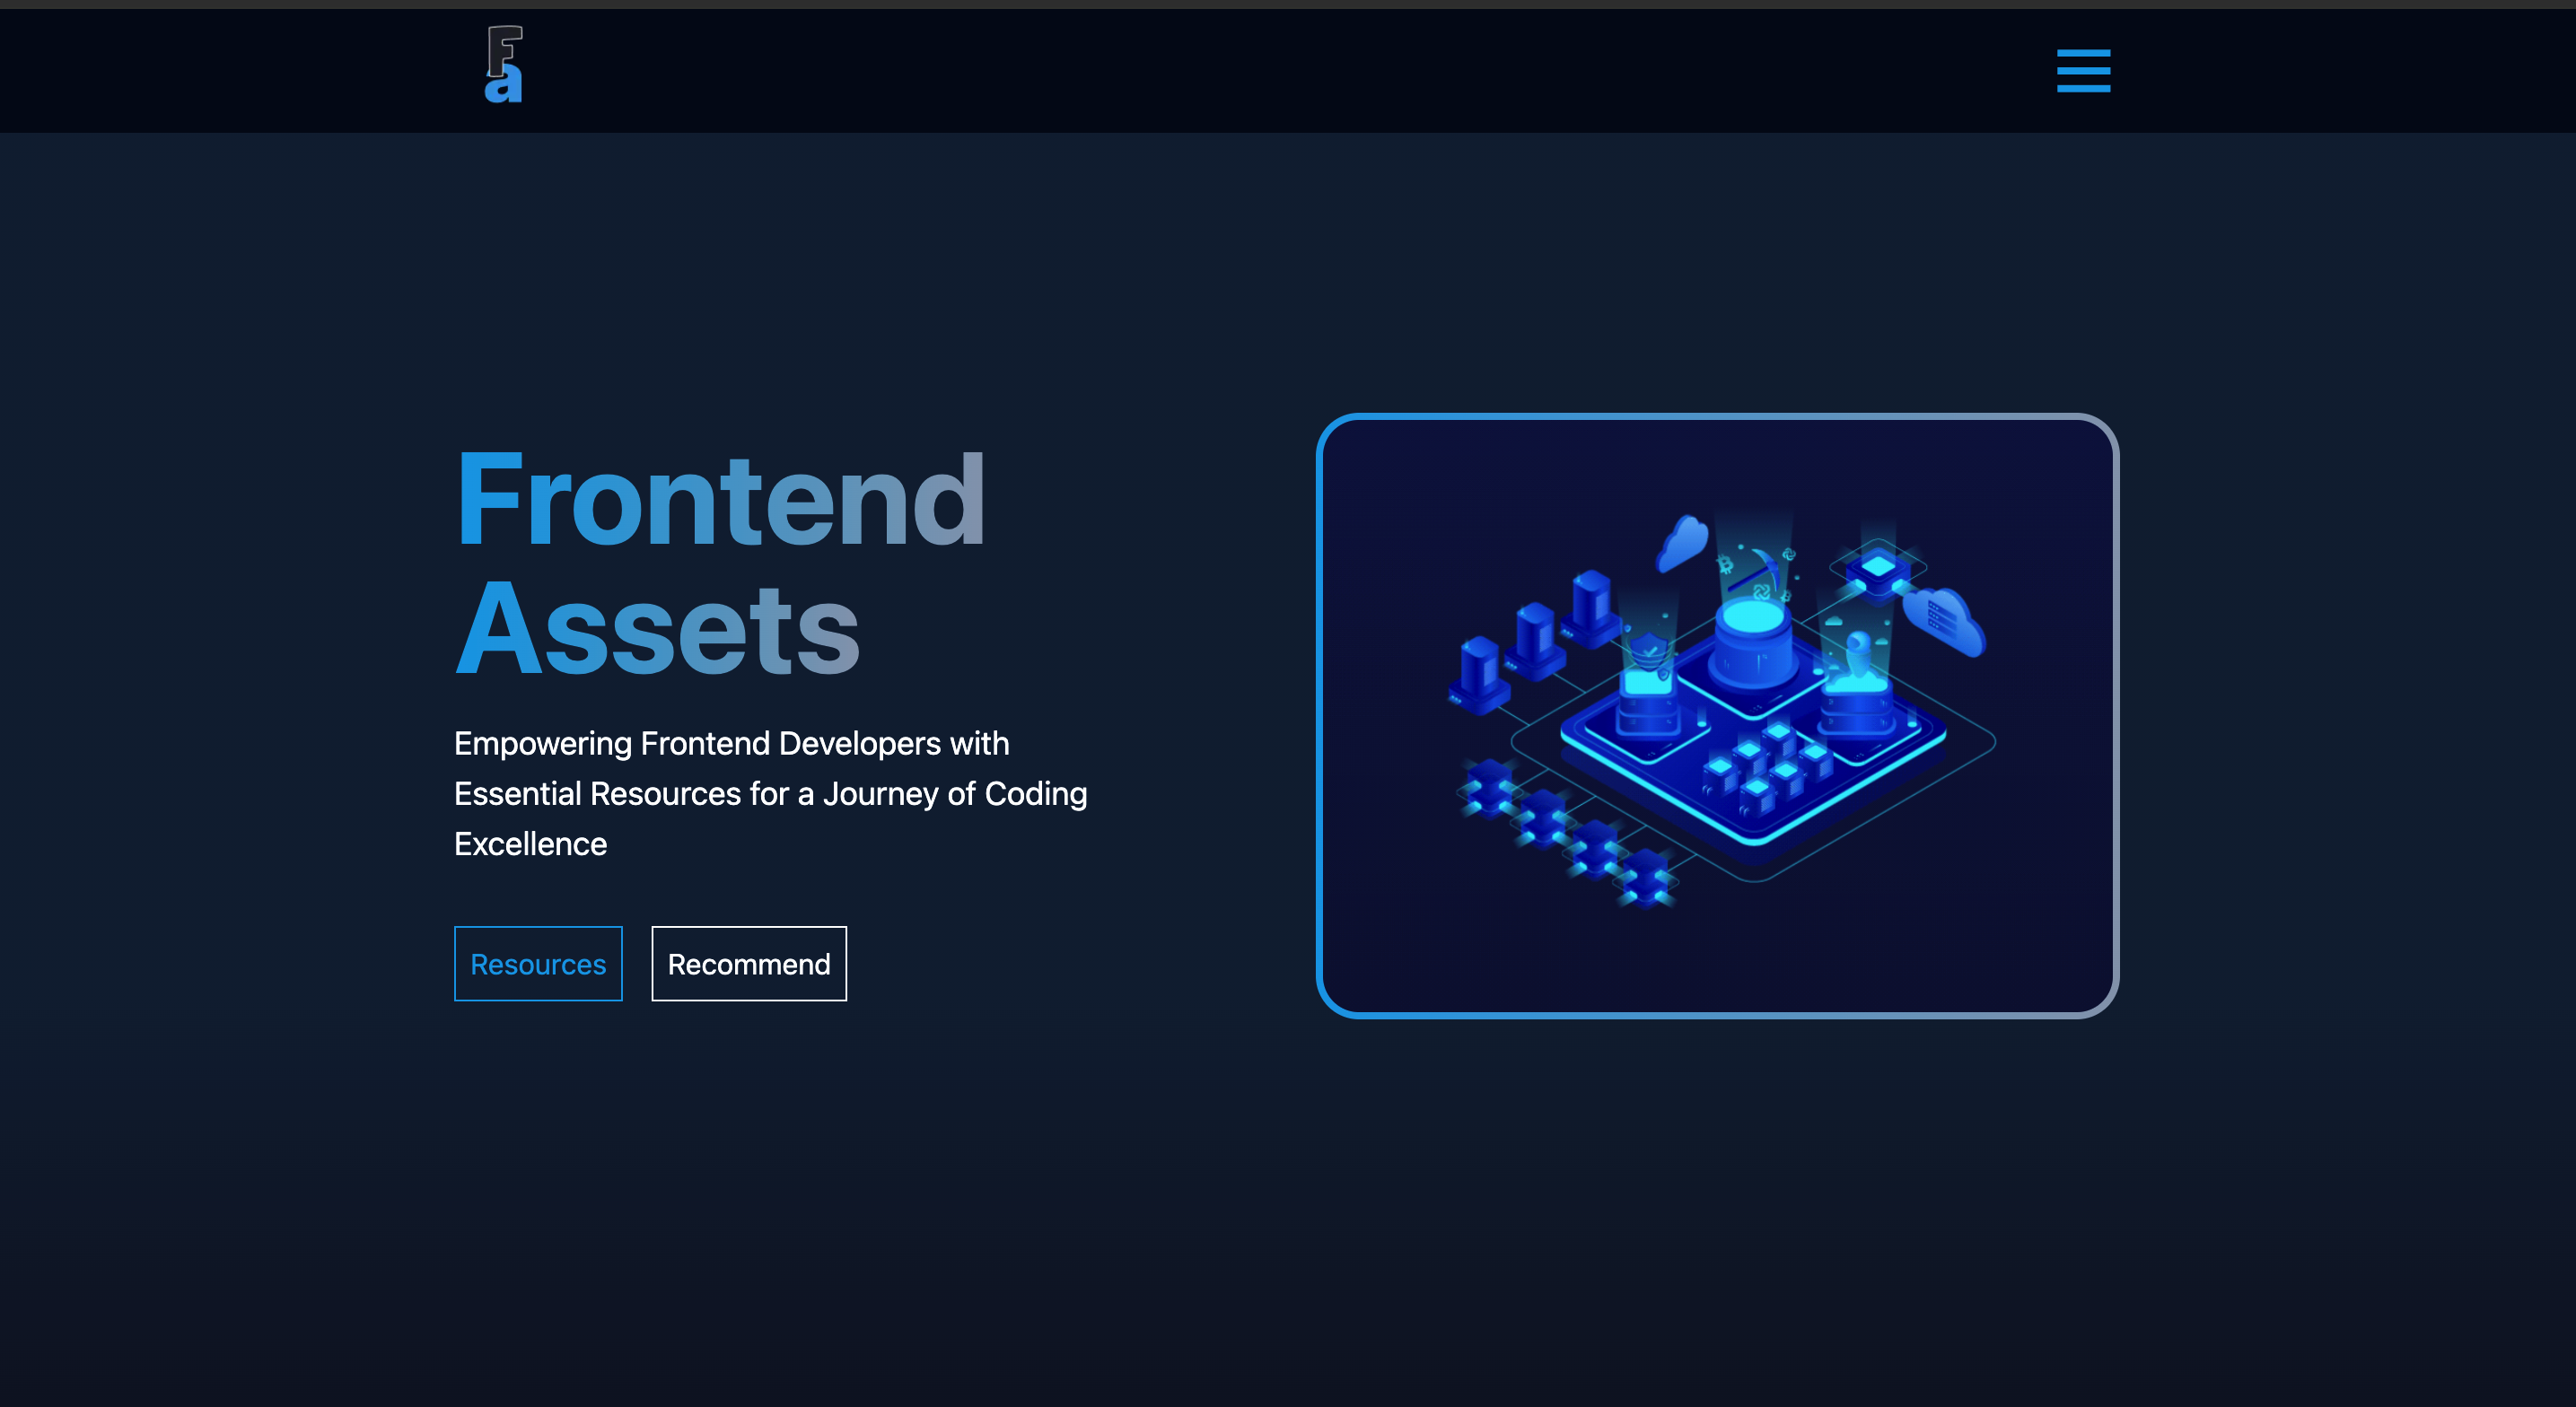 Fa
Frontend
Assets
Empowering Frontend Developers with
Essential Resources for a Journey of Coding
Excellence
Resources
Recommend